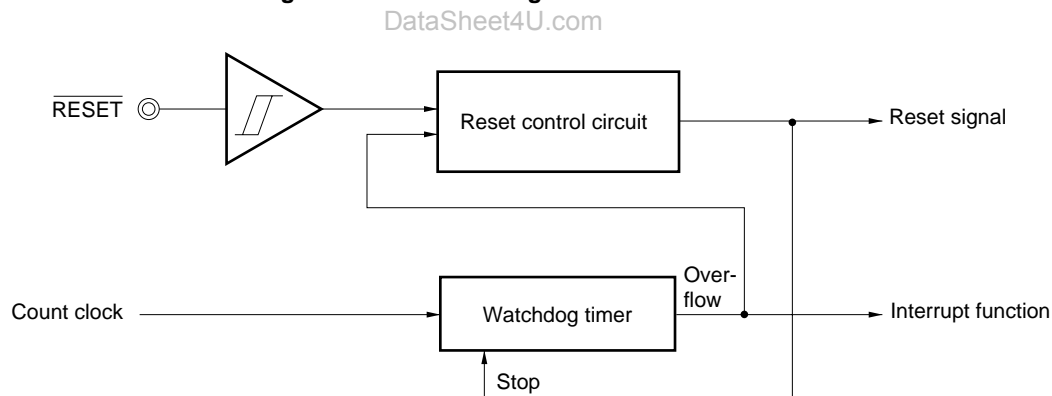 DataSheet4U.com
RESET
Reset control circuit
Reset signal
Over-
flow
Count clock
Watchdog timer
Interrupt function
Stop